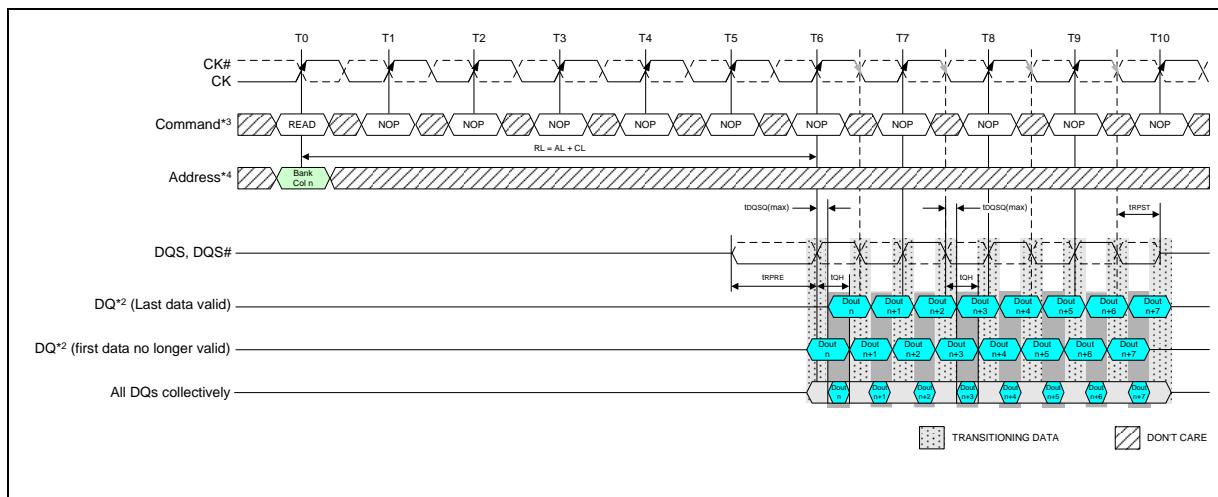 T0 T1 T2 T3 T4 T5 T6 T7 T8 T9 T10
CK#
CK
Command*3 READ NOP NOP NOP NOP NOP NOP NOP NOP NOP NOP
RL = AL + CL
Address*4 Bank
Col n
tDQSQ(max) tDQSQ(max) tRPST
DQS, DQS#
tRPRE tQH tQH
DQ*2 (Last data valid) Dout
n Dout
n+1 Dout
n+2 Dout
n+3 Dout
n+4 Dout
n+5 Dout
n+6 Dout
n+7
DQ*2 (first data no longer valid) Dout
n Dout
n+1 Dout
n+2 Dout
n+3 Dout
n+4 Dout
n+5 Dout
n+6 Dout
n+7
All DQs collectively Dout
n Dout
n+1 Dout
n+2 Dout
n+3 Dout
n+4 Dout
n+5 Dout
n+6 Dout
n+7
TRANSITIONING DATA DON'T CARE